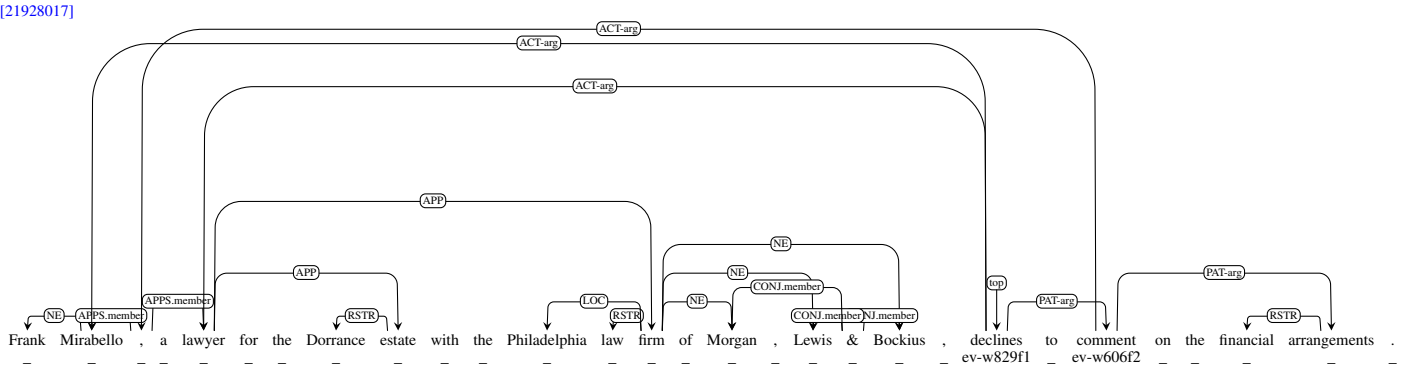 [21928017]
ACT-arg
ACT-arg
ACT-arg
APP
NE
APP NE top PAT-arg
CONJ.member
APPS.member LOC NE PAT-arg
NE APPS.member RSTR RSTR CONJ.member NJ.member RSTR
Frank Mirabello , a lawyer for the Dorrance estate with the Philadelphia law firm of Morgan , Lewis & Bockius , declines to comment on the financial arrangements .
_ _ _ _ _ _ _ _ _ _ _ _ _ _ _ _ _ _ _ _ _ ev-w829f1 _ ev-w606f2 _ _ _ _ _